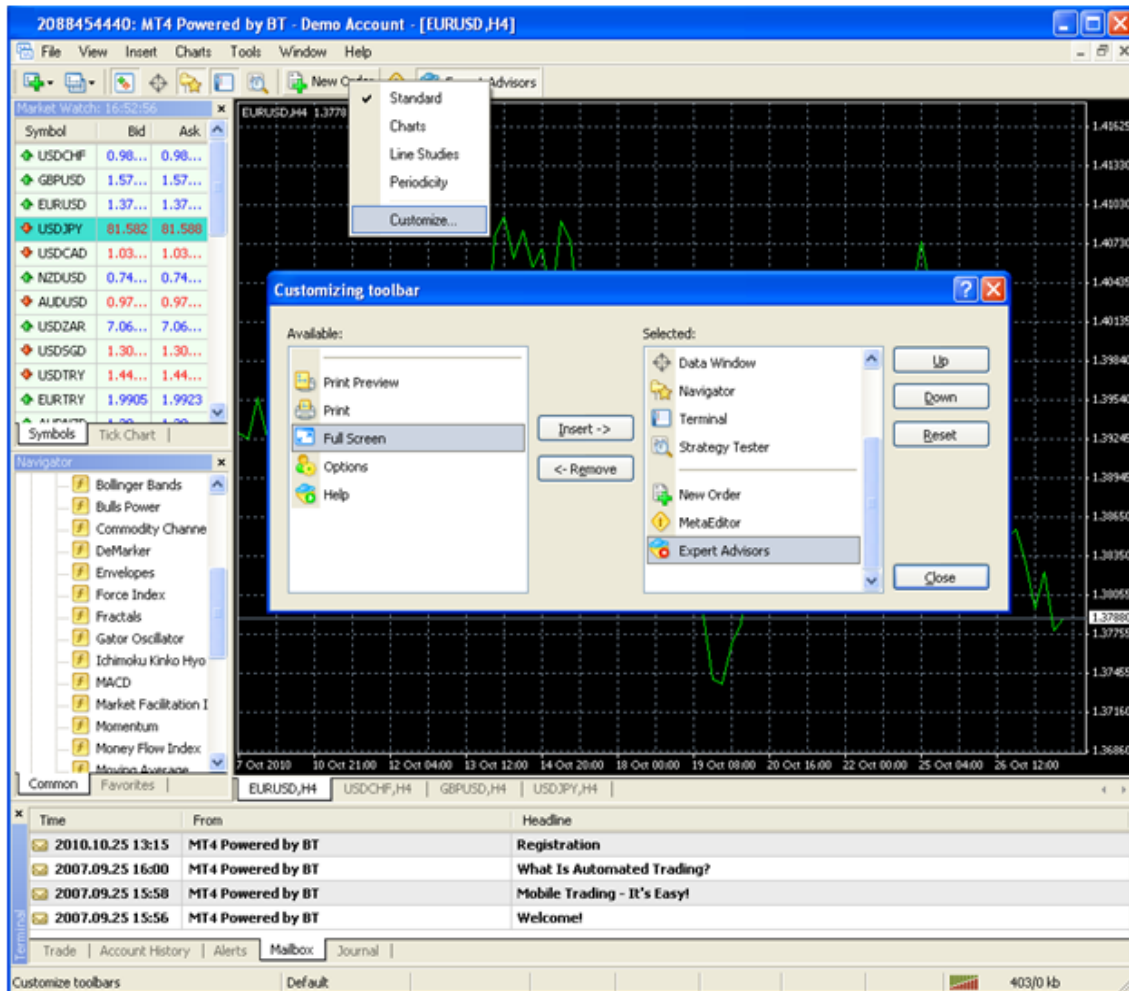 2088454440: MT4 Powered by BT - Demo Account - [EURUSD,H4]
File View Insert Charts Tools Window Help
New Advisors
Standard
Charts
Line Studies
Periodicity
Customize...
Market Watch: 16:52:56
Symbol Bid Ask
USDCHF 0.98... 0.98...
GBPUSD 1.57... 1.57...
EURUSD 1.37... 1.37...
USDJPY 81.582 81.588
USDCAD 1.03... 1.03...
NZDUSD 0.74... 0.74...
AUDUSD 0.97... 0.97...
USDZAR 7.06... 7.06...
USDSGD 1.30... 1.30...
USDTRY 1.44... 1.44...
EURTRY 1.9905 1.9923
Symbols Tick Chart
Navigator
Bollinger Bands
Bulls Power
Commodity Channe
DeMarker
Envelopes
Force Index
Fractals
Gator Oscillator
Ichimoku Kinko Hyo
MACD
Market Facilitation I
Momentum
Money Flow Index
Moving Average
Common Favorites
EURUSD,H4 1.3778
1.41625
1.41330
1.41030
1.40730
1.40435
1.40135
1.39840
1.39540
1.39245
1.38945
1.38650
1.38350
1.38055
1.37880
1.37755
1.37455
1.37160
1.36860
Customizing toolbar
Available:
Print Preview
Print
Full Screen
Options
Help
Insert ->
<- Remove
Selected:
Data Window
Navigator
Terminal
Strategy Tester
New Order
MetaEditor
Expert Advisors
Up
Down
Reset
Close
7 Oct 2010 10 Oct 21:00 12 Oct 04:00 13 Oct 12:00 14 Oct 20:00 18 Oct 00:00 19 Oct 08:00 20 Oct 16:00 22 Oct 00:00 25 Oct 04:00 26 Oct 12:00
EURUSD,H4 USDCHF,H4 GBPUSD,H4 USDJPY,H4
Time From Headline
2010.10.25 13:15 MT4 Powered by BT Registration
2007.09.25 16:00 MT4 Powered by BT What Is Automated Trading?
2007.09.25 15:58 MT4 Powered by BT Mobile Trading - It's Easy!
2007.09.25 15:56 MT4 Powered by BT Welcome!
Terminal
Trade Account History Alerts Mailbox Journal
Customize toolbars Default 403/0 kb